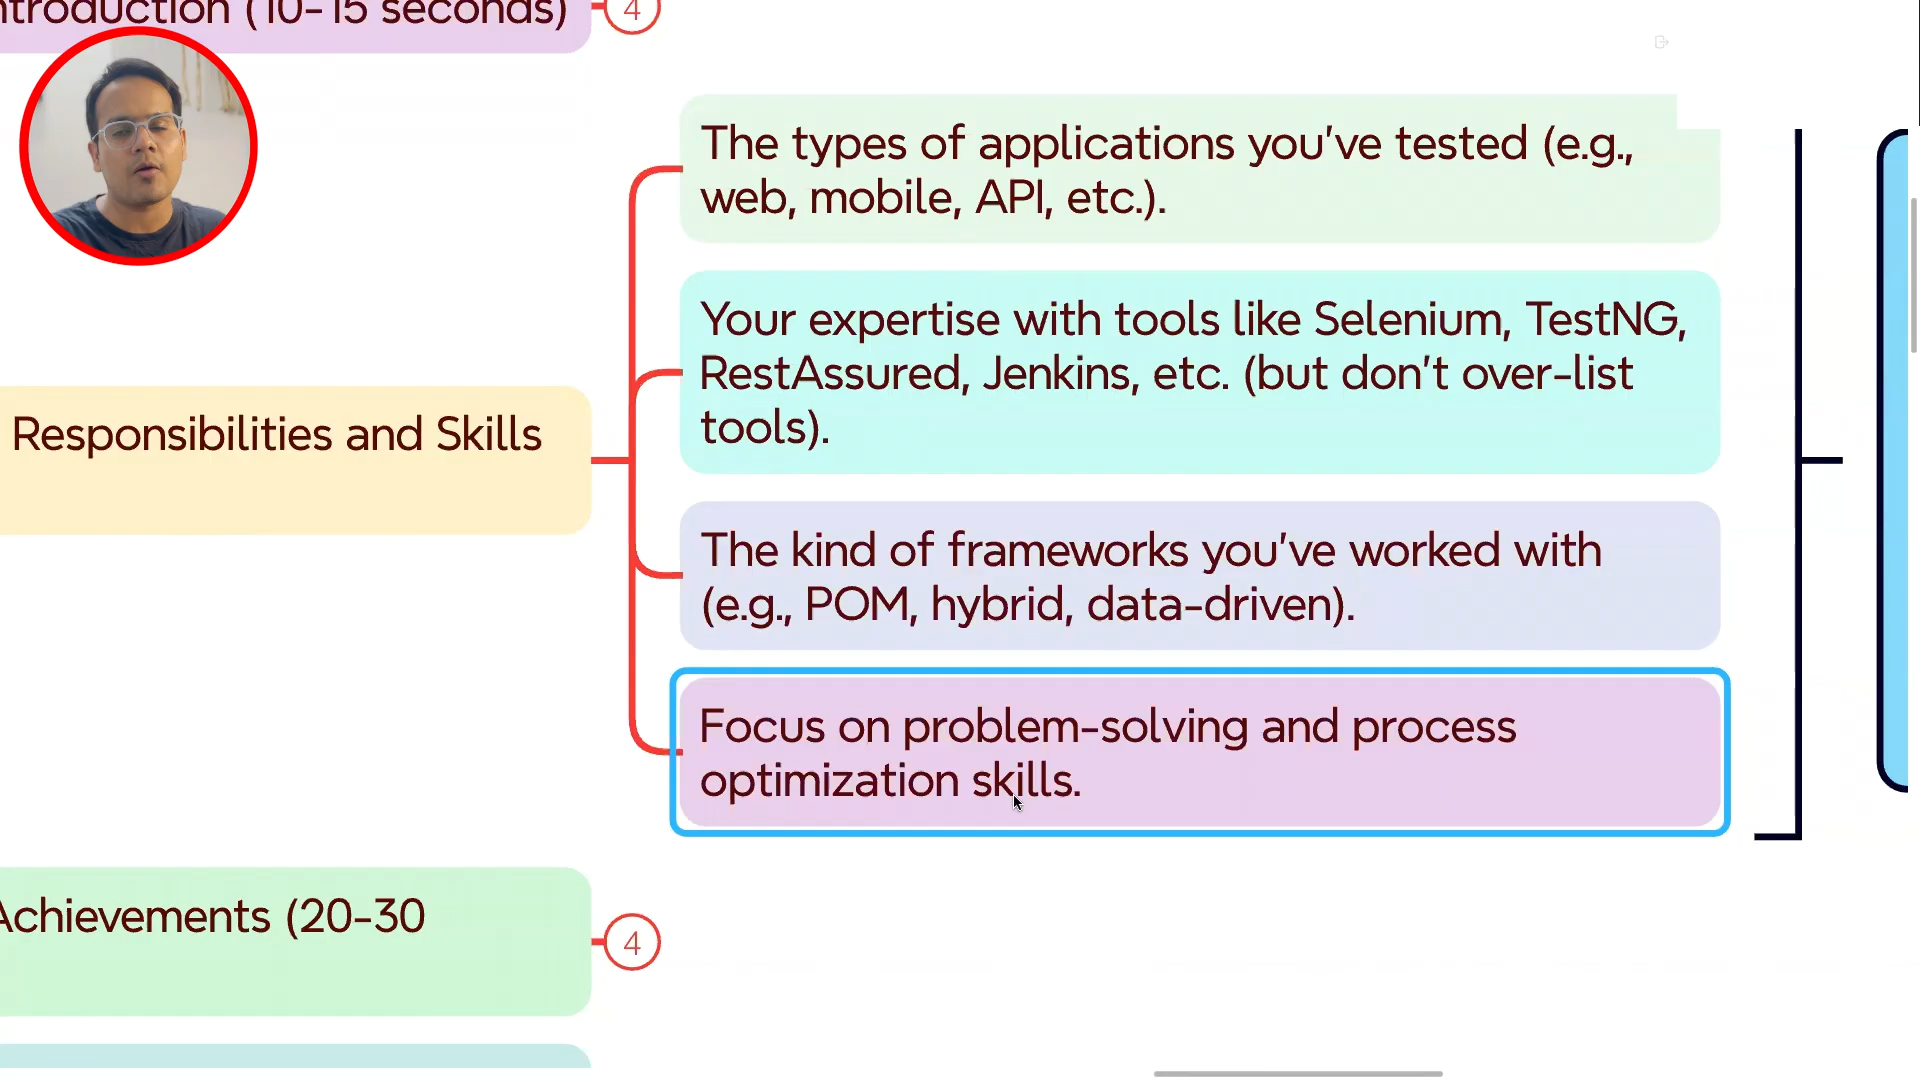 ntroduction (10-15 seconds)
4
The types of applications you've tested (e.g.,
web, mobile, API, etc.).
Your expertise with tools like Selenium, TestNG,
RestAssured, Jenkins, etc. (but don't over-list
tools).
Responsibilities and Skills
The kind of frameworks you've worked with
(e.g., POM, hybrid, data-driven).
Focus on problem-solving and process
optimization skills.
Achievements (20-30
4